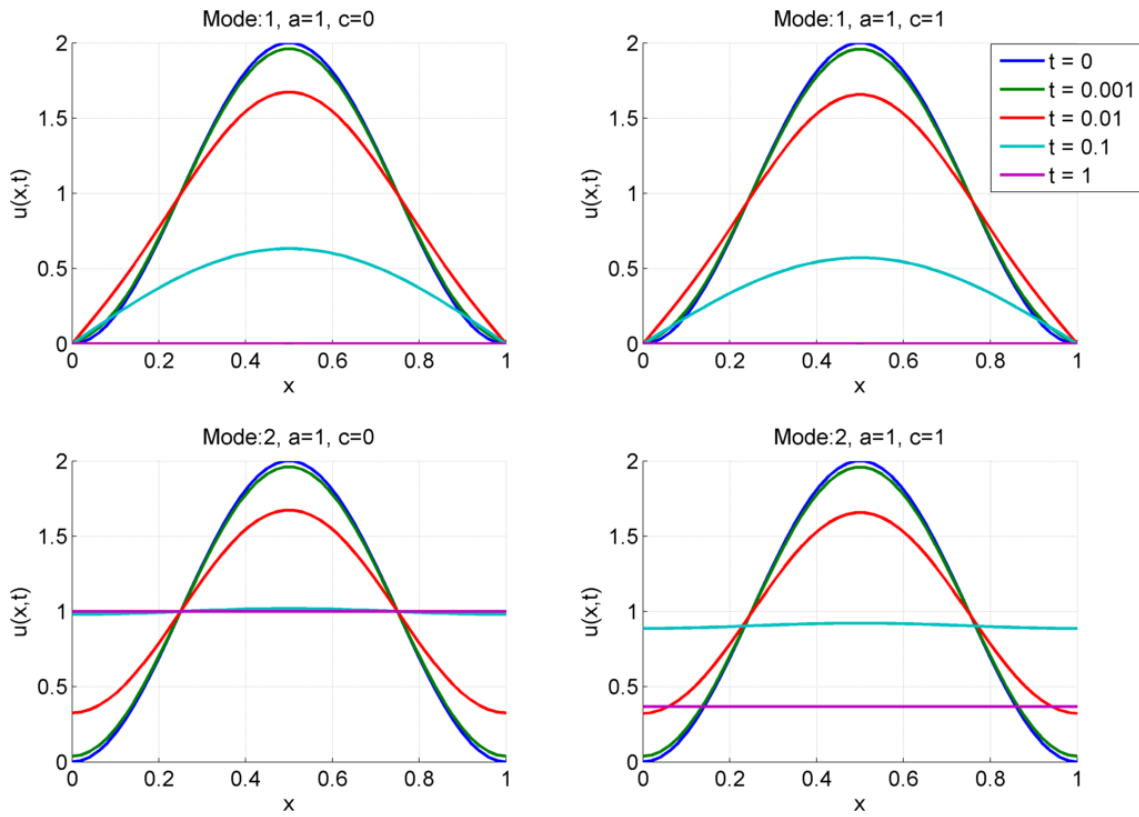 Mode:1, a=1, c=0
2
1.5
1
0.5
0
u(x,t)
0 0.2 0.4 0.6 0.8 1
x
Mode:1, a=1, c=1
2
1.5
1
0.5
0
u(x,t)
0 0.2 0.4 0.6 0.8 1
x
t = 0
t = 0.001
t = 0.01
t = 0.1
t = 1
Mode:2, a=1, c=0
2
1.5
1
0.5
0
u(x,t)
0 0.2 0.4 0.6 0.8 1
x
Mode:2, a=1, c=1
2
1.5
1
0.5
0
u(x,t)
0 0.2 0.4 0.6 0.8 1
x